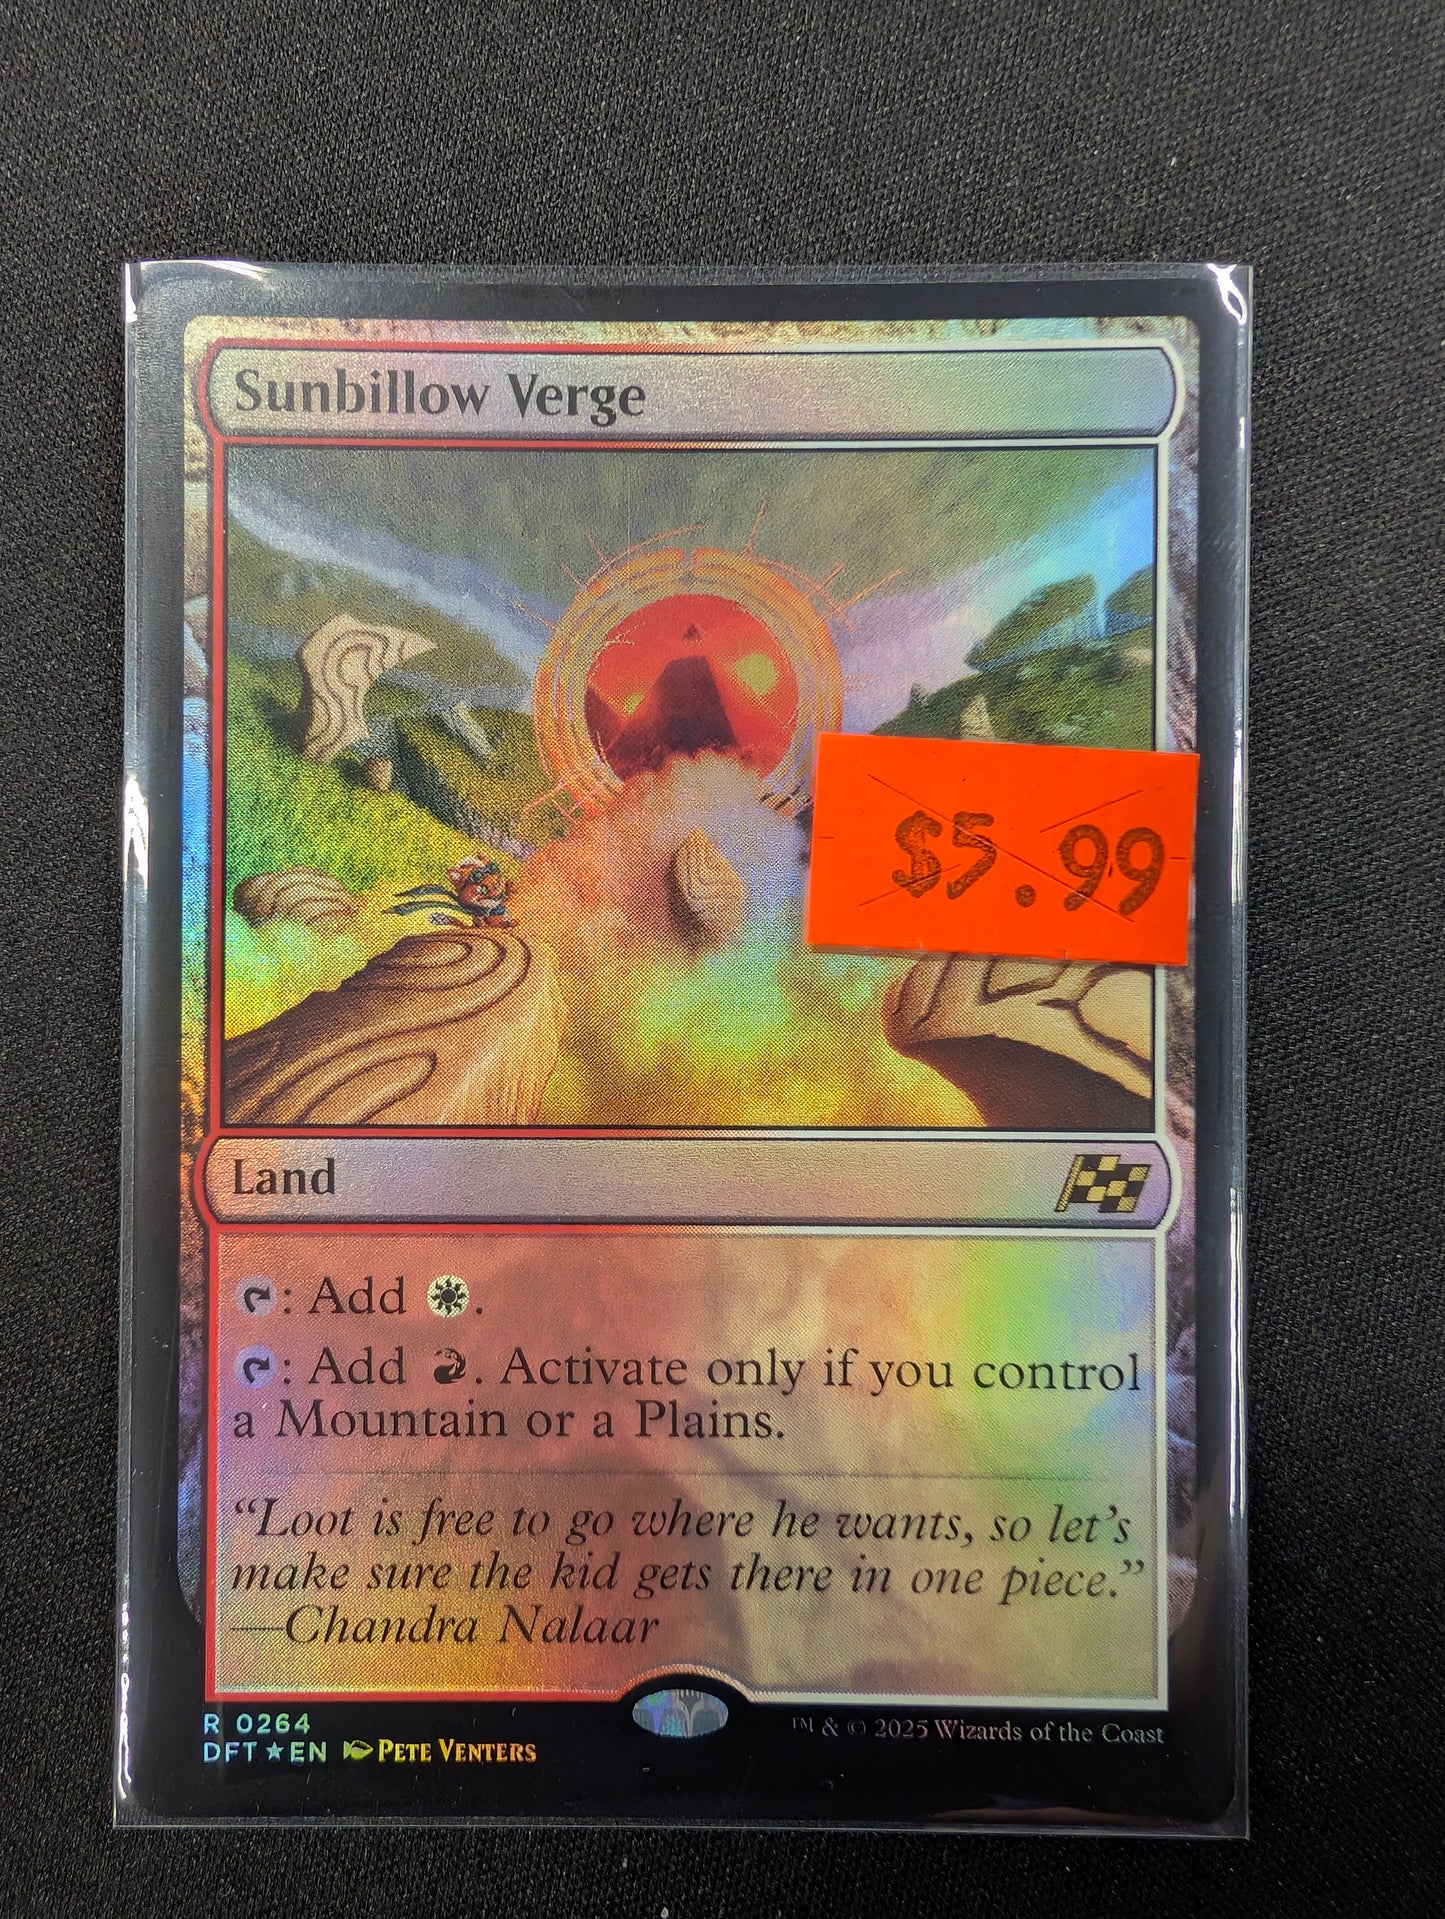 Sunbillow Verge
$5.99
Land
: Add .
: Add . Activate only if you control
a Mountain or a Plains.
“Loot is free to go where he wants, so let’s
make sure the kid gets there in one piece.”
—Chandra Nalaar
R 0264
DFT★EN PETE VENTERS
™ & © 2025 Wizards of the Coast